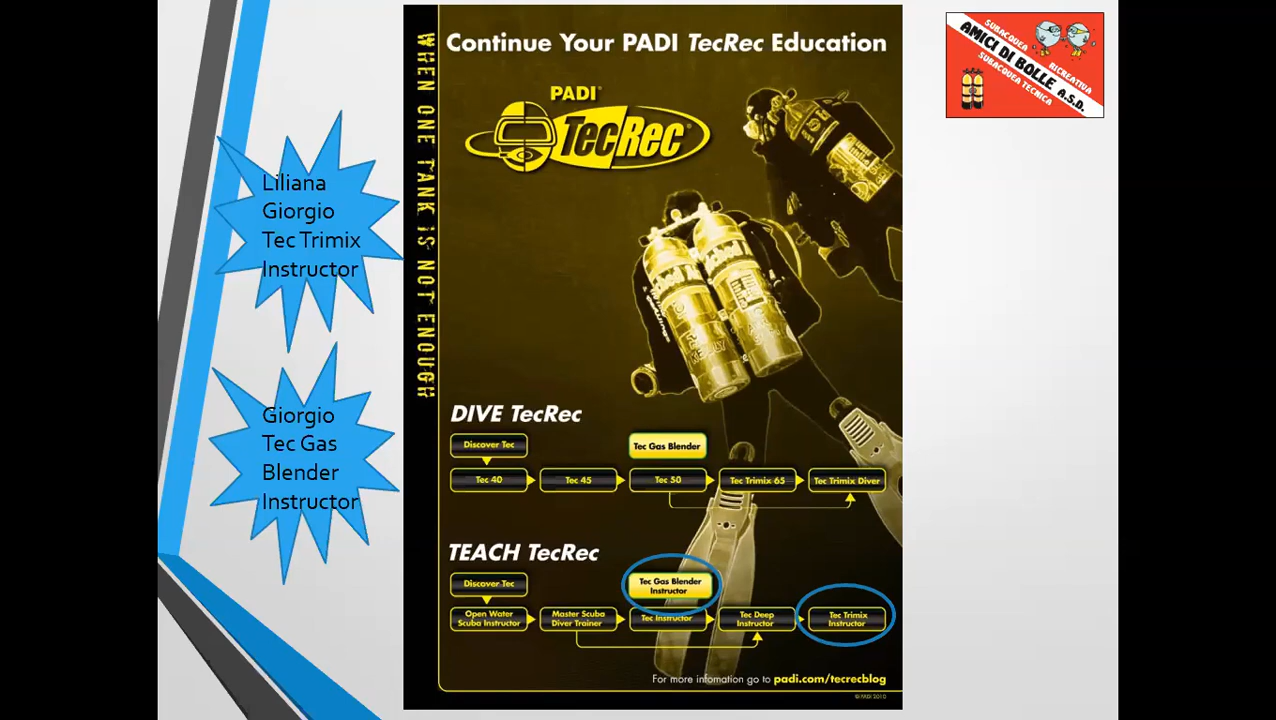 Liliana
Giorgio
Tec Trimix
Instructor
Giorgio
Tec Gas
Blender
Instructor
WHEN ONE TANK IS NOT ENOUGH
Continue Your PADI TecRec Education
PADI®
TecRec®
DIVE TecRec
Discover Tec
Tec Gas Blender
Tec 40
Tec 45
Tec 50
Tec Trimix 65
Tec Trimix Diver
TEACH TecRec
Discover Tec
Tec Gas Blender
Instructor
Open Water
Scuba Instructor
Master Scuba
Diver Trainer
Tec Instructor
Tec Deep
Instructor
Tec Trimix
Instructor
For more infomation go to padi.com/tecrecblog
© PADI 2010
SUBACQUEA
RICREATIVA
AMICI DI BOLLE A.S.D.
SUBACQUEA TECNICA